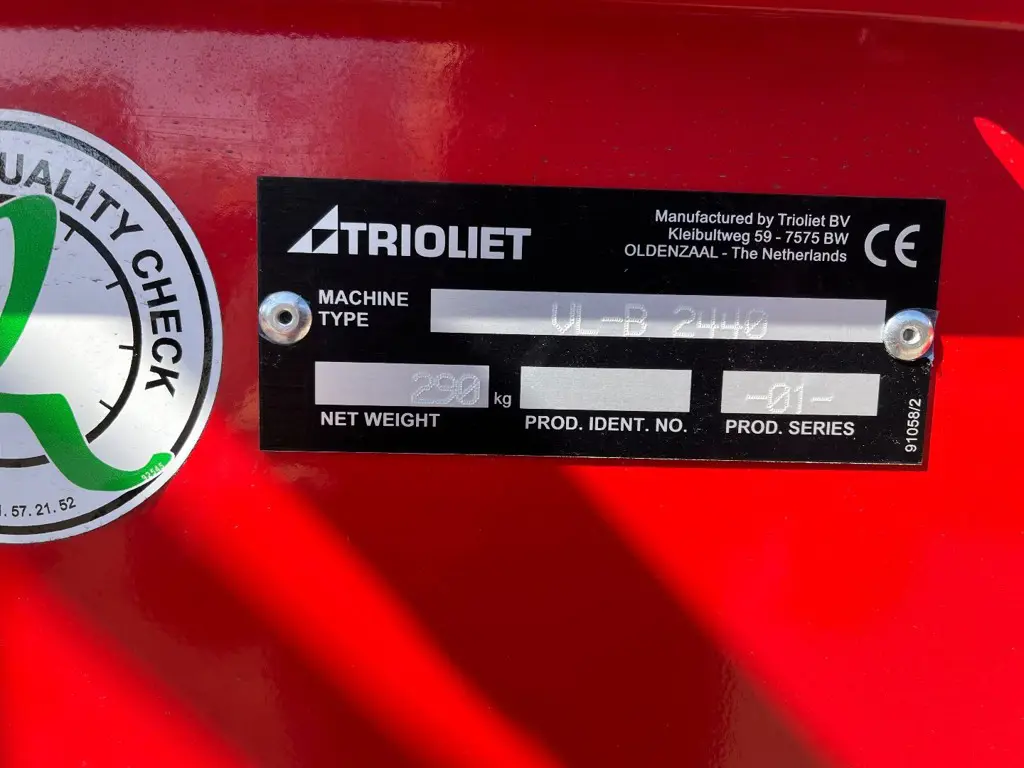 QUALITY CHECK
.57.21.52
TRIOLIET
Manufactured by Trioliet BV
Kleibultweg 59 - 7575 BW
OLDENZAAL - The Netherlands
CE
MACHINE
TYPE
VL-B 2440
290 kg
-01-
NET WEIGHT
PROD. IDENT. NO.
PROD. SERIES
91058/2